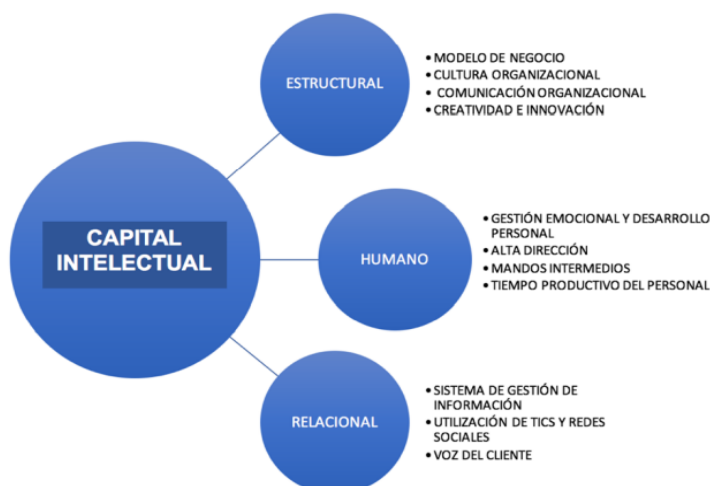 ESTRUCTURAL
• MODELO DE NEGOCIO
• CULTURA ORGANIZACIONAL
• COMUNICACIÓN ORGANIZACIONAL
• CREATIVIDAD E INNOVACIÓN
CAPITAL
INTELECTUAL
HUMANO
• GESTIÓN EMOCIONAL Y DESARROLLO
PERSONAL
• ALTA DIRECCIÓN
• MANDOS INTERMEDIOS
• TIEMPO PRODUCTIVO DEL PERSONAL
RELACIONAL
• SISTEMA DE GESTIÓN DE
INFORMACIÓN
• UTILIZACIÓN DE TICS Y REDES
SOCIALES
• VOZ DEL CLIENTE